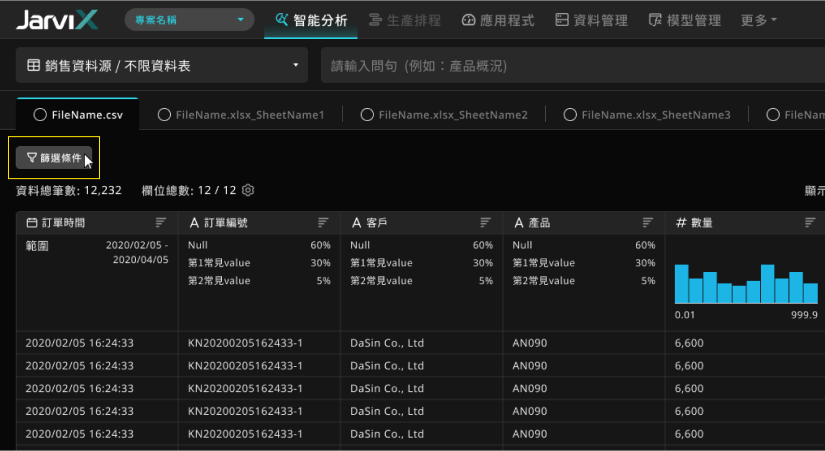 JarviX 專案名稱 智能分析 生產排程 應用程式 資料管理 模型管理 更多
銷售資料源 / 不限資料表 請輸入問句 (例如：產品概況)
FileName.csv FileName.xlsx_SheetName1 FileName.xlsx_SheetName2 FileName.xlsx_SheetName3 FileNam
篩選條件
資料總筆數: 12,232 欄位總數: 12 / 12 顯示
訂單時間 A 訂單編號 A 客戶 A 產品 # 數量
範圍 2020/02/05 - Null 60% Null 60% Null 60%
2020/04/05 第1常見value 30% 第1常見value 30% 第1常見value 30%
第2常見value 5% 第2常見value 5% 第2常見value 5%
0.01 999.9
2020/02/05 16:24:33 KN20200205162433-1 DaSin Co., Ltd AN090 6,600
2020/02/05 16:24:33 KN20200205162433-1 DaSin Co., Ltd AN090 6,600
2020/02/05 16:24:33 KN20200205162433-1 DaSin Co., Ltd AN090 6,600
2020/02/05 16:24:33 KN20200205162433-1 DaSin Co., Ltd AN090 6,600
2020/02/05 16:24:33 KN20200205162433-1 DaSin Co., Ltd AN090 6,600